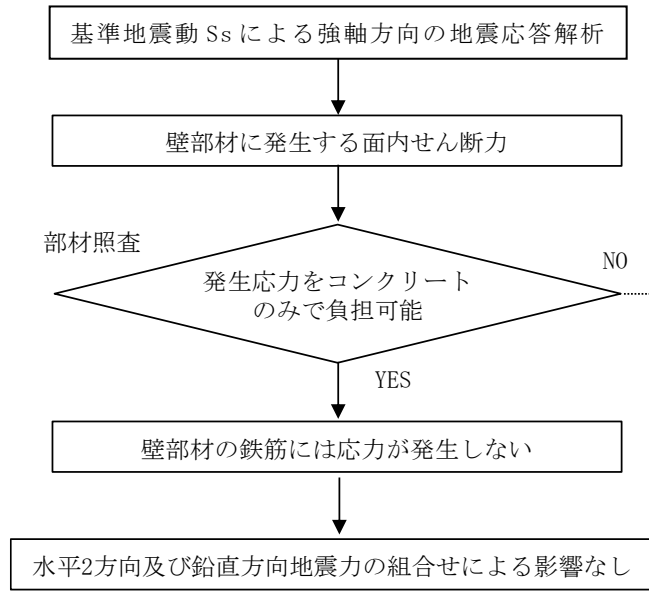 基準地震動Ssによる強軸方向の地震応答解析
壁部材に発生する面内せん断力
部材照査
発生応力をコンクリート
のみで負担可能
NO
YES
壁部材の鉄筋には応力が発生しない
水平2方向及び鉛直方向地震力の組合せによる影響なし